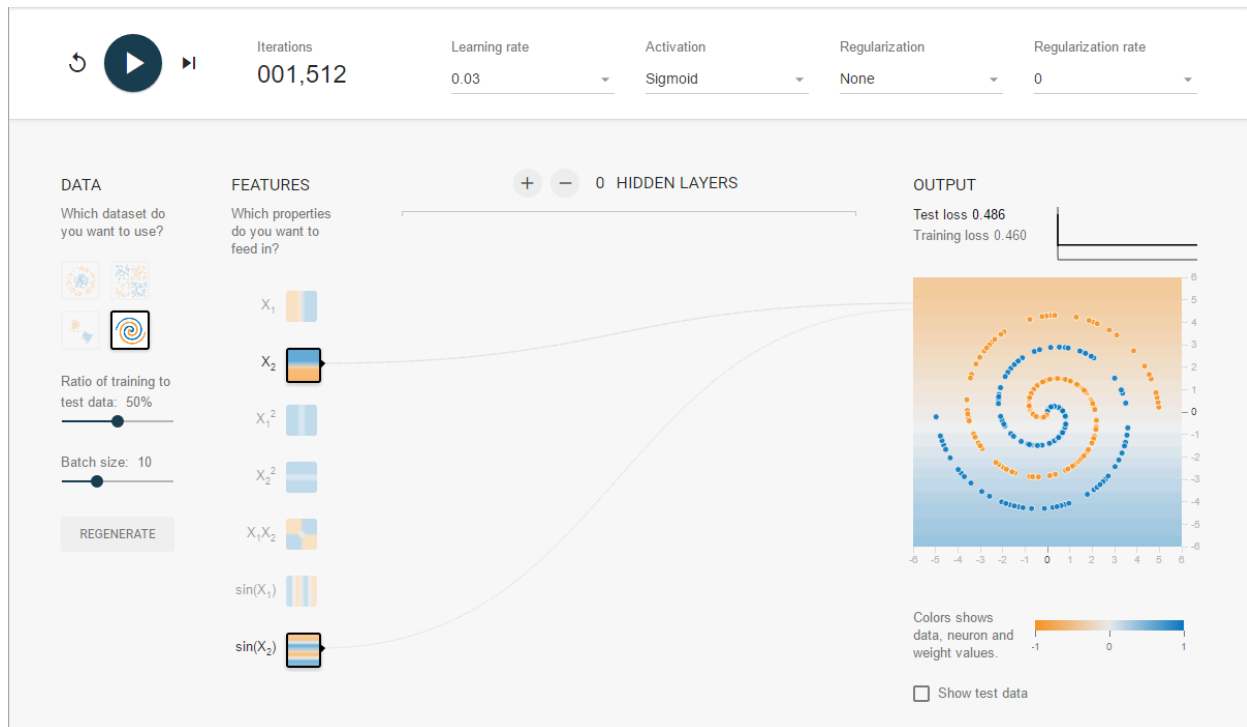 Iterations
001,512
Learning rate
0.03
Activation
Sigmoid
Regularization
None
Regularization rate
0
DATA
Which dataset do
you want to use?
Ratio of training to
test data: 50%
Batch size: 10
REGENERATE
FEATURES
Which properties
do you want to
feed in?
X₁
X₂
X₁²
X₂²
X₁X₂
sin(X₁)
sin(X₂)
+ − 0 HIDDEN LAYERS
OUTPUT
Test loss 0.486
Training loss 0.460
6
5
4
3
2
1
0
-1
-2
-3
-4
-5
-6
-6 -5 -4 -3 -2 -1 0 1 2 3 4 5 6
Colors shows
data, neuron and
weight values.
-1 0 1
Show test data